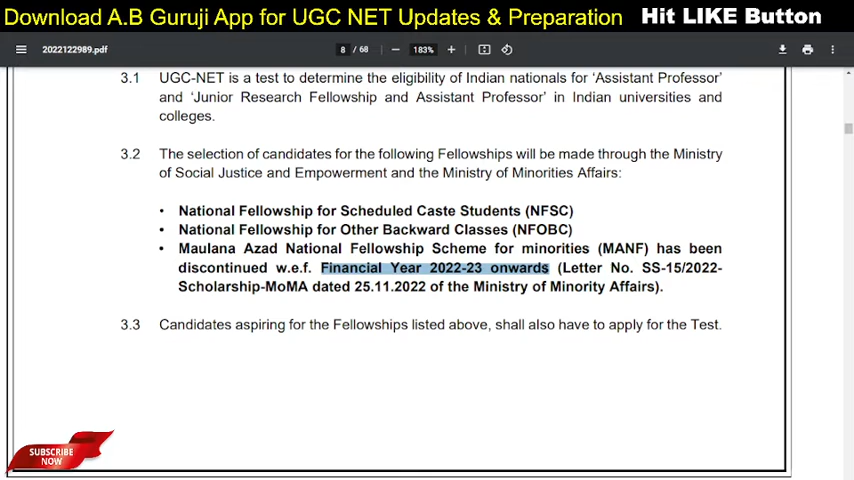 Download A.B Guruji App for UGC NET Updates & Preparation Hit LIKE Button
2022122989.pdf 8 / 68 183%
3.1 UGC-NET is a test to determine the eligibility of Indian nationals for ‘Assistant Professor’
and ‘Junior Research Fellowship and Assistant Professor’ in Indian universities and
colleges.
3.2 The selection of candidates for the following Fellowships will be made through the Ministry
of Social Justice and Empowerment and the Ministry of Minorities Affairs:
• National Fellowship for Scheduled Caste Students (NFSC)
• National Fellowship for Other Backward Classes (NFOBC)
• Maulana Azad National Fellowship Scheme for minorities (MANF) has been
discontinued w.e.f. Financial Year 2022-23 onwards (Letter No. SS-15/2022-
Scholarship-MoMA dated 25.11.2022 of the Ministry of Minority Affairs).
3.3 Candidates aspiring for the Fellowships listed above, shall also have to apply for the Test.
SUBSCRIBE
NOW